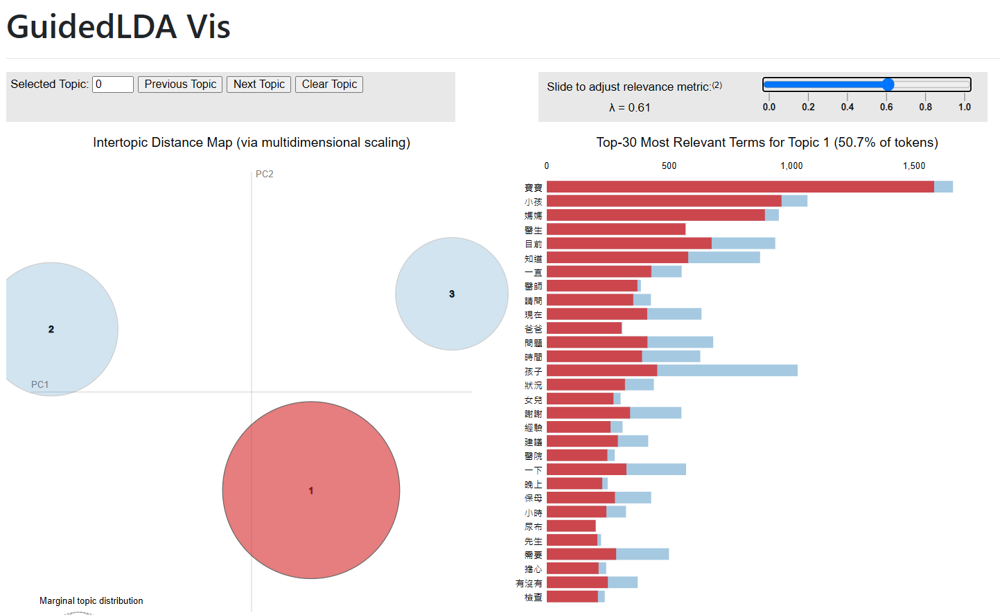 GuidedLDA Vis
Selected Topic: 0 Previous Topic Next Topic Clear Topic
Slide to adjust relevance metric:(2)
λ = 0.61
0.0 0.2 0.4 0.6 0.8 1.0
Intertopic Distance Map (via multidimensional scaling)
PC2
2
3
PC1
1
Marginal topic distribution
Top-30 Most Relevant Terms for Topic 1 (50.7% of tokens)
0 500 1,000 1,500
寶寶
小孩
媽媽
醫生
目前
知道
一直
醫師
請問
現在
爸爸
問題
時間
孩子
狀況
女兒
謝謝
經驗
建議
醫院
一下
晚上
保母
小時
尿布
先生
需要
擔心
有沒有
檢查